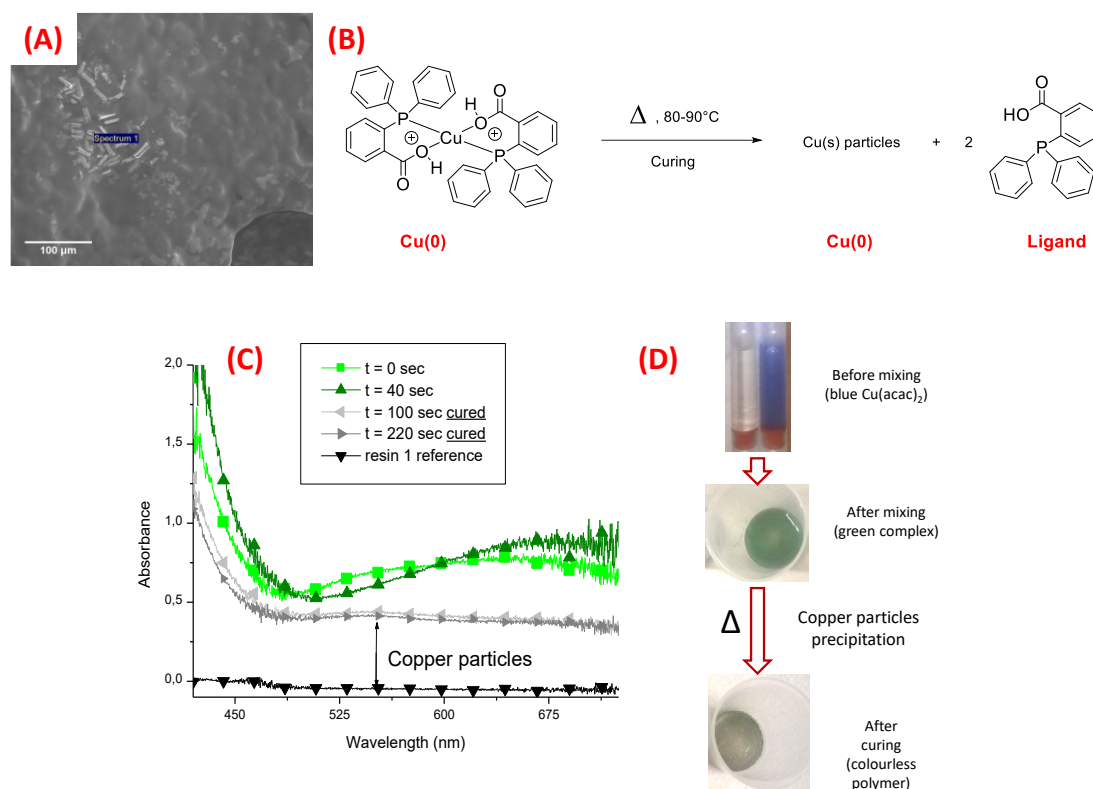 (A)
Spectrum 1
100 µm
(B)
P
O
H
O
Cu
O
O
H
P
Δ , 80-90°C
Curing
Cu(s) particles
+
2
O
HO
P
Cu(0)
Cu(0)
Ligand
(C)
t = 0 sec
t = 40 sec
t = 100 sec cured
t = 220 sec cured
resin 1 reference
2,0
1,5
1,0
0,5
0,0
Absorbance
Copper particles
450
525
600
675
Wavelength (nm)
(D)
Before mixing
(blue Cu(acac)₂)
After mixing
(green complex)
Δ
Copper particles
precipitation
After
curing
(colourless
polymer)